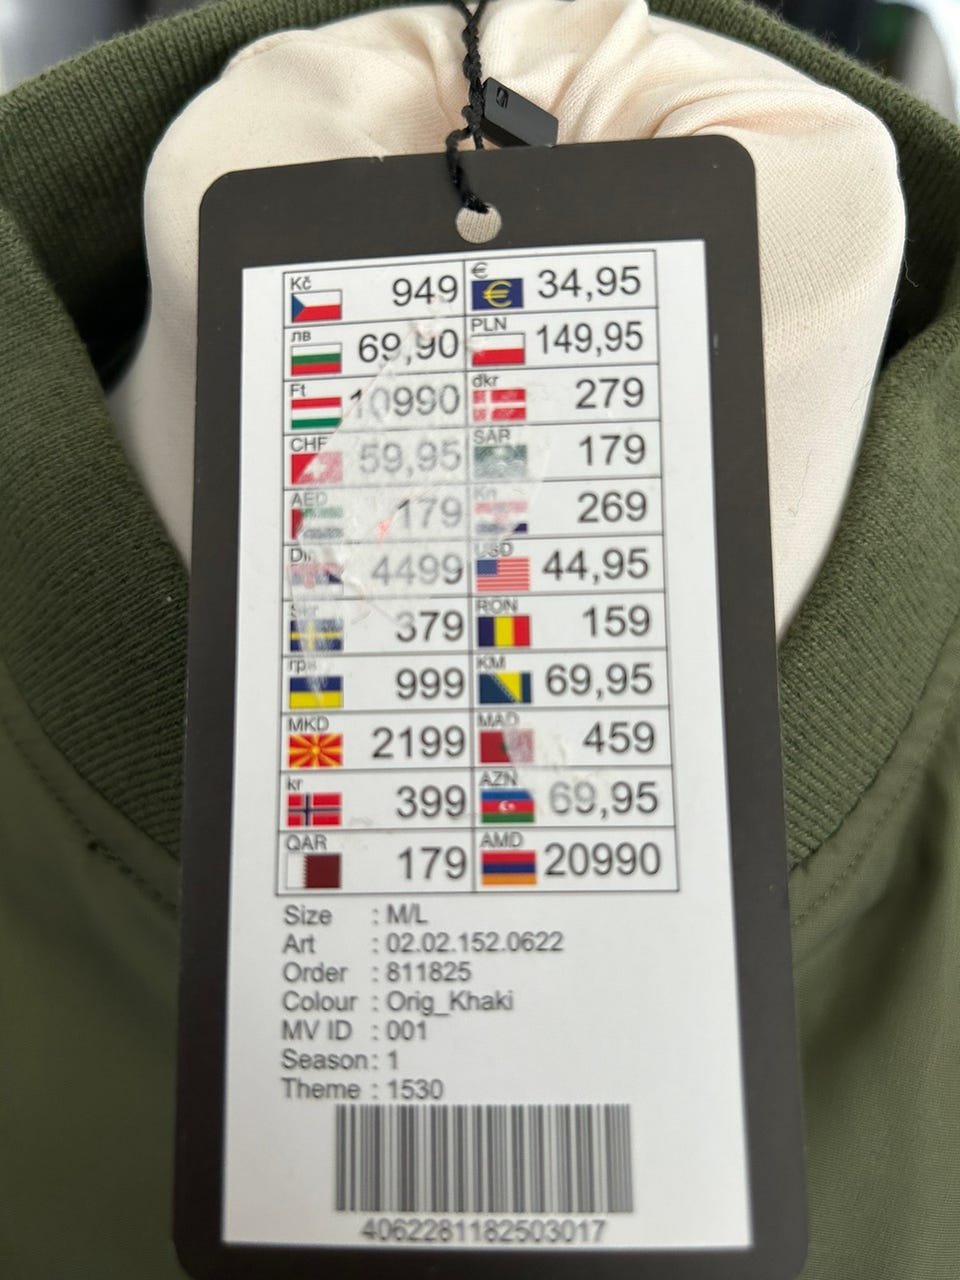 Kč 949 € 34,95
лв 69,90 PLN 149,95
Ft 10990 dkr 279
CHF 59,95 SAR 179
AED 179 Kn 269
Din 4499 USD 44,95
Skr 379 RON 159
грв 999 KM 69,95
MKD 2199 MAD 459
kr 399 AZN 69,95
QAR 179 AMD 20990
Size : M/L
Art : 02.02.152.0622
Order : 811825
Colour : Orig_Khaki
MV ID : 001
Season : 1
Theme : 1530
4062281182503017